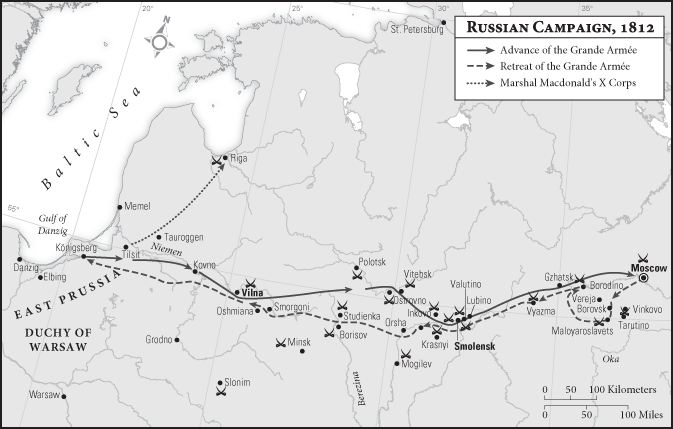 20°
25°
30°
35°
55°
N
RUSSIAN CAMPAIGN, 1812
Advance of the Grande Armée
Retreat of the Grande Armée
Marshal Macdonald's X Corps
St. Petersburg
Baltic Sea
Riga
Memel
Gulf of
Danzig
Tauroggen
Königsberg
Tilsit
Niemen
Danzig
Elbing
Kovno
EAST PRUSSIA
DUCHY OF
WARSAW
Vilna
Oshmiana
Smorgoni
Polotsk
Vitebsk
Ostrovno
Valutino
Inkovo
Lubino
Studienka
Borisov
Orsha
Krasnyi
Smolensk
Gzhatsk
Borodino
Moscow
Vereja
Borovsk
Vinkovo
Tarutino
Vyazma
Maloyaroslavets
Grodno
Minsk
Mogilev
Slonim
Berezina
Oka
Warsaw
0 50 100 Kilometers
0 50 100 Miles